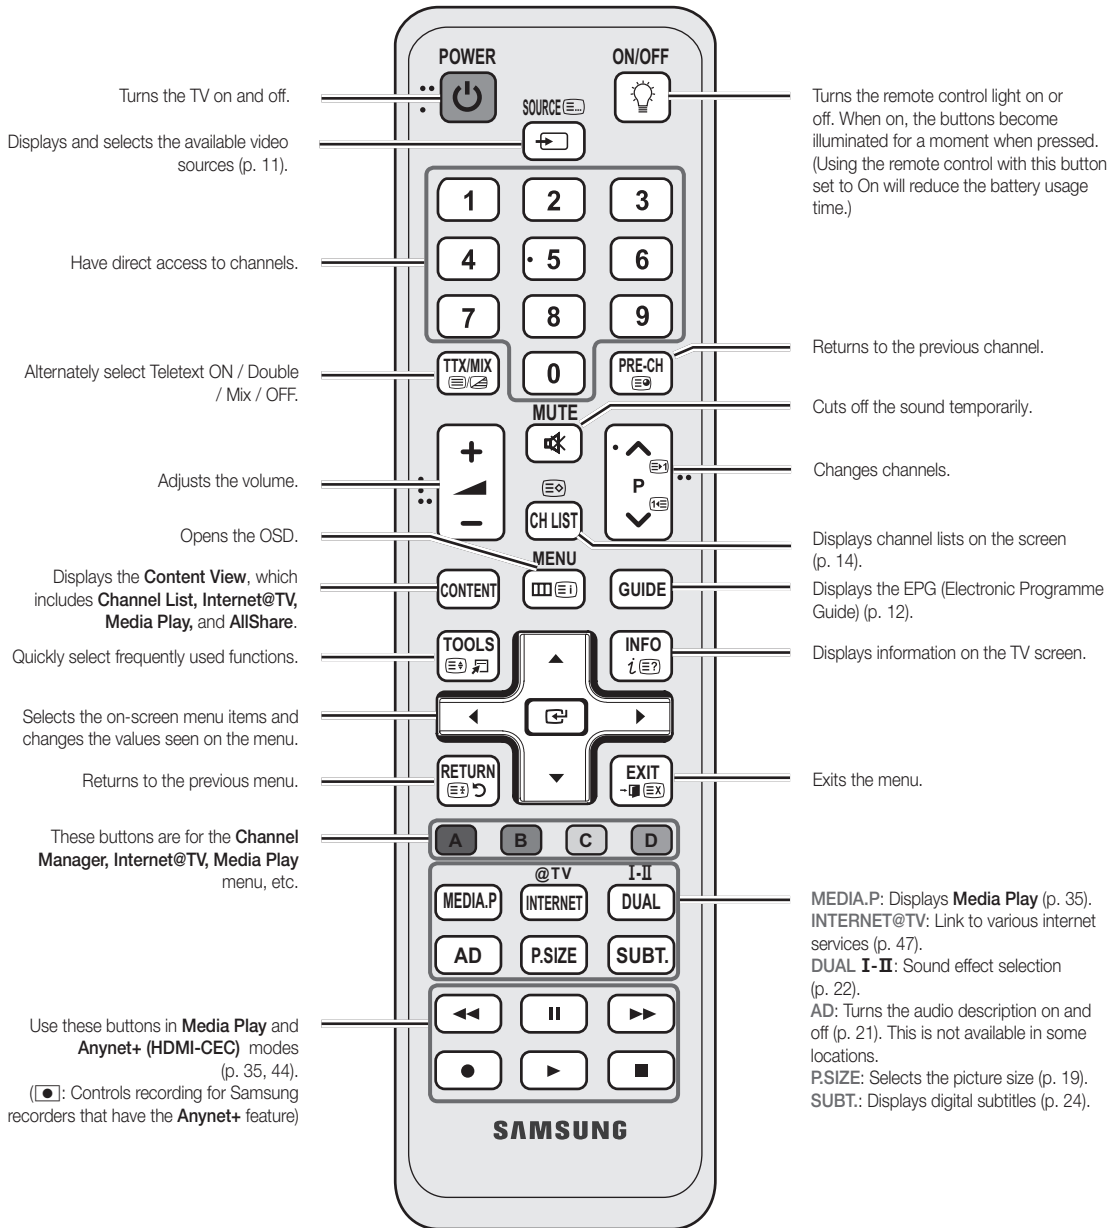 POWER
ON/OFF
Turns the TV on and off.
SOURCE
Displays and selects the available video
sources (p. 11).
Turns the remote control light on or
off. When on, the buttons become
illuminated for a moment when pressed.
(Using the remote control with this button
set to On will reduce the battery usage
time.)
1 2 3
4 5 6
7 8 9
Have direct access to channels.
TTX/MIX 0 PRE-CH
Alternately select Teletext ON / Double
/ Mix / OFF.
Returns to the previous channel.
MUTE
Cuts off the sound temporarily.
+
P
−
Adjusts the volume.
Changes channels.
CH LIST
Opens the OSD.
Displays channel lists on the screen
(p. 14).
MENU
CONTENT
GUIDE
Displays the Content View, which
includes Channel List, Internet@TV,
Media Play, and AllShare.
Displays the EPG (Electronic Programme
Guide) (p. 12).
TOOLS
INFO
i
Quickly select frequently used functions.
Displays information on the TV screen.
Selects the on-screen menu items and
changes the values seen on the menu.
RETURN
EXIT
Returns to the previous menu.
Exits the menu.
A B C D
These buttons are for the Channel
Manager, Internet@TV, Media Play
menu, etc.
@TV I-II
MEDIA.P INTERNET DUAL
AD P.SIZE SUBT.
MEDIA.P: Displays Media Play (p. 35).
INTERNET@TV: Link to various internet
services (p. 47).
DUAL I-II: Sound effect selection
(p. 22).
AD: Turns the audio description on and
off (p. 21). This is not available in some
locations.
P.SIZE: Selects the picture size (p. 19).
SUBT.: Displays digital subtitles (p. 24).
Use these buttons in Media Play and
Anynet+ (HDMI-CEC) modes
(p. 35, 44).
(●: Controls recording for Samsung
recorders that have the Anynet+ feature)
SAMSUNG